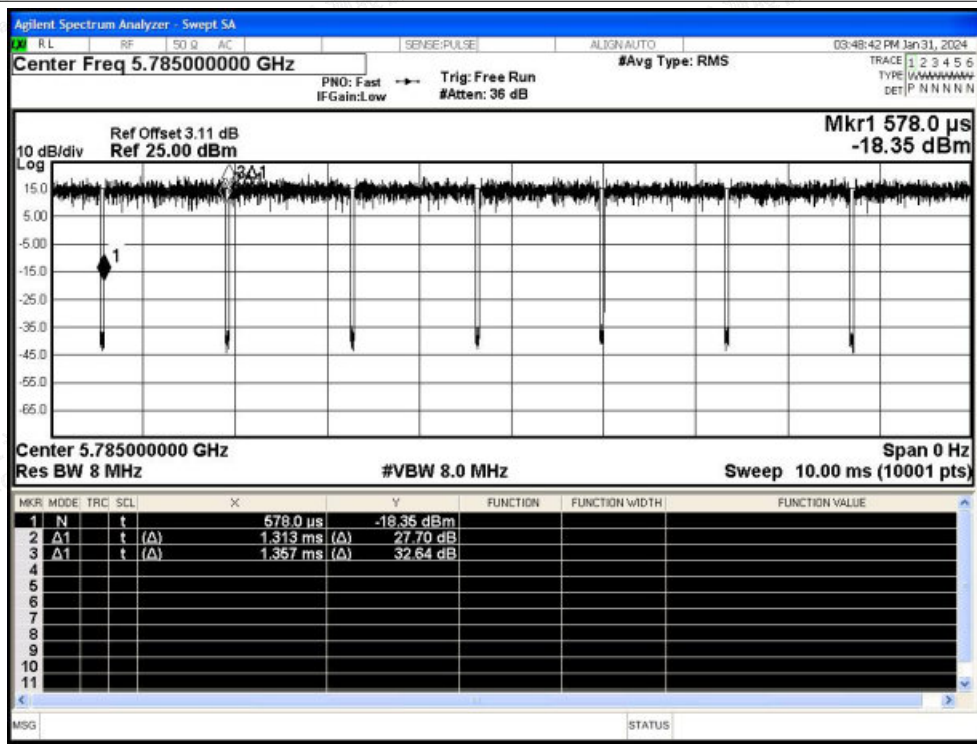 Agilent Spectrum Analyzer - Swept SA
LXI RL RF 50 Ω AC SENSE:PULSE ALIGN AUTO 03:48:42 PM Jan 31, 2024
Center Freq 5.785000000 GHz #Avg Type: RMS TRACE 1 2 3 4 5 6
PNO: Fast Trig: Free Run TYPE WWWWWW
IFGain:Low #Atten: 36 dB DET P N N N N N
Mkr1 578.0 µs
Ref Offset 3.11 dB
10 dB/div Ref 25.00 dBm -18.35 dBm
Log
3Δ1
15.0
5.00
-5.00
1
-15.0
-25.0
-35.0
-45.0
-55.0
-65.0
Center 5.785000000 GHz Span 0 Hz
Res BW 8 MHz #VBW 8.0 MHz Sweep 10.00 ms (10001 pts)
MKR MODE TRC SCL X Y FUNCTION FUNCTION WIDTH FUNCTION VALUE
1 N t 578.0 µs -18.35 dBm
2 Δ1 t (Δ) 1.313 ms (Δ) 27.70 dB
3 Δ1 t (Δ) 1.357 ms (Δ) 32.64 dB
4
5
6
7
8
9
10
11
MSG STATUS